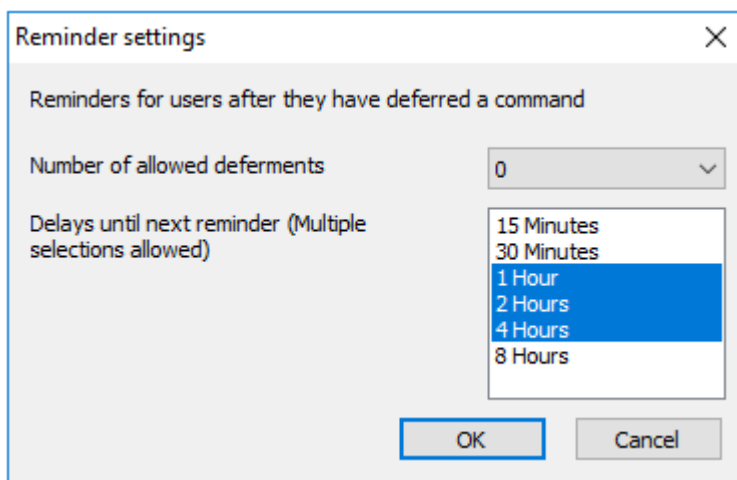 Reminder settings
Reminders for users after they have deferred a command
Number of allowed deferments
0
Delays until next reminder (Multiple
selections allowed)
15 Minutes
30 Minutes
1 Hour
2 Hours
4 Hours
8 Hours
OK
Cancel